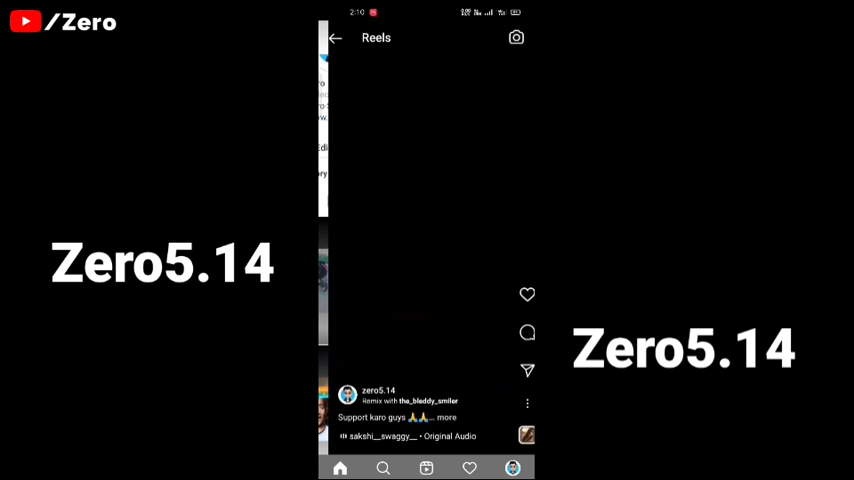 /Zero
2:10
Reels
Zero5.14
Zero5.14
zero5.14
Remix with the_bleddy_smiler
Support karo guys 🙏🙏... more
sakshi__swaggy__ • Original Audio